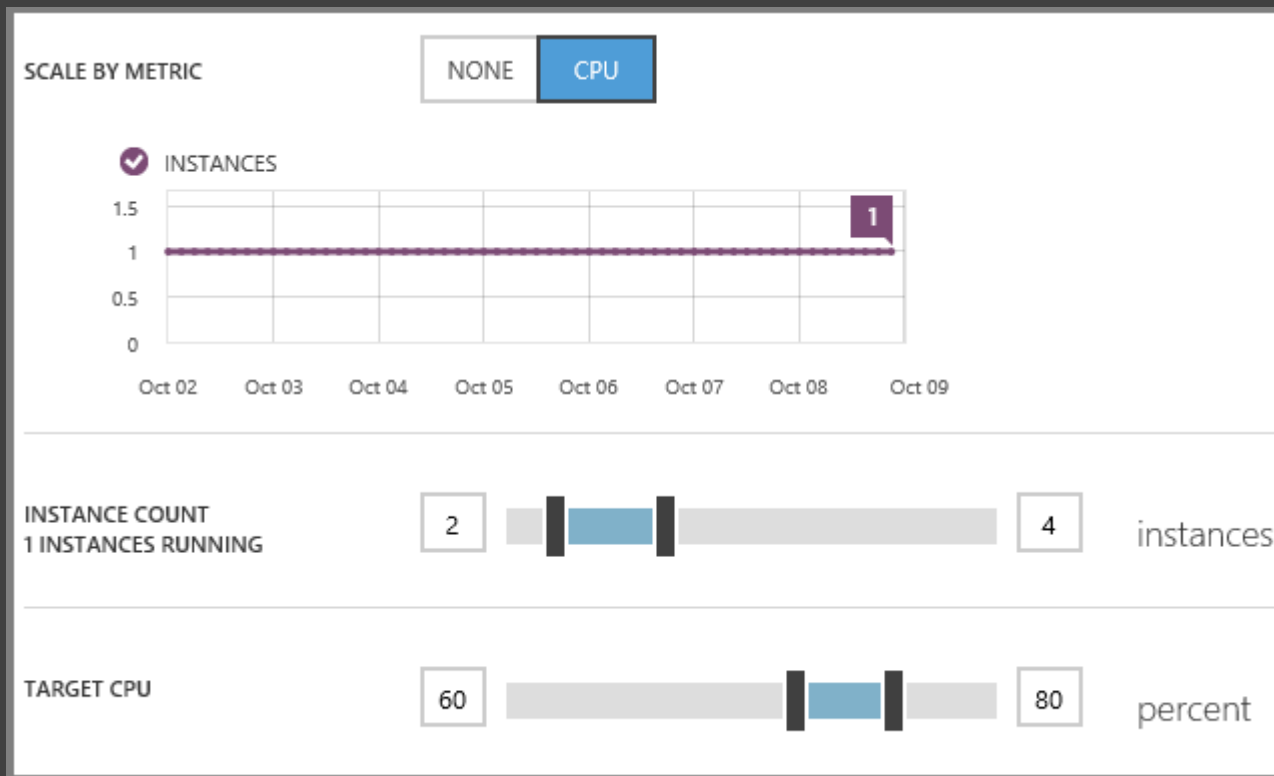 SCALE BY METRIC NONE CPU
INSTANCES
1.5
1
1
0.5
0
Oct 02 Oct 03 Oct 04 Oct 05 Oct 06 Oct 07 Oct 08 Oct 09
INSTANCE COUNT
1 INSTANCES RUNNING
2 4 instances
TARGET CPU 60 80 percent